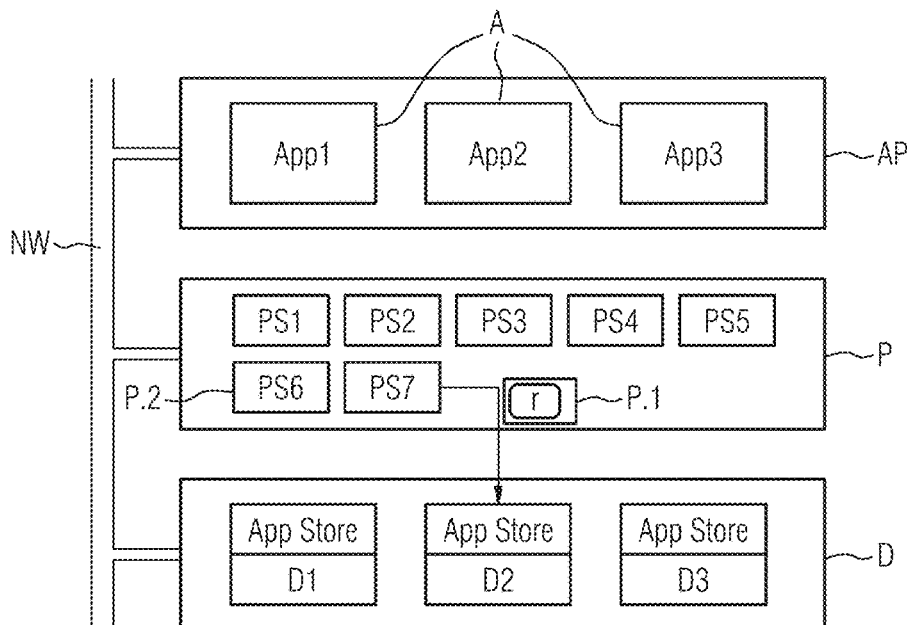 A
App1 App2 App3
AP
NW
PS1 PS2 PS3 PS4 PS5
P
P.2 PS6 PS7 r P.1
App Store App Store App Store
D1 D2 D3
D